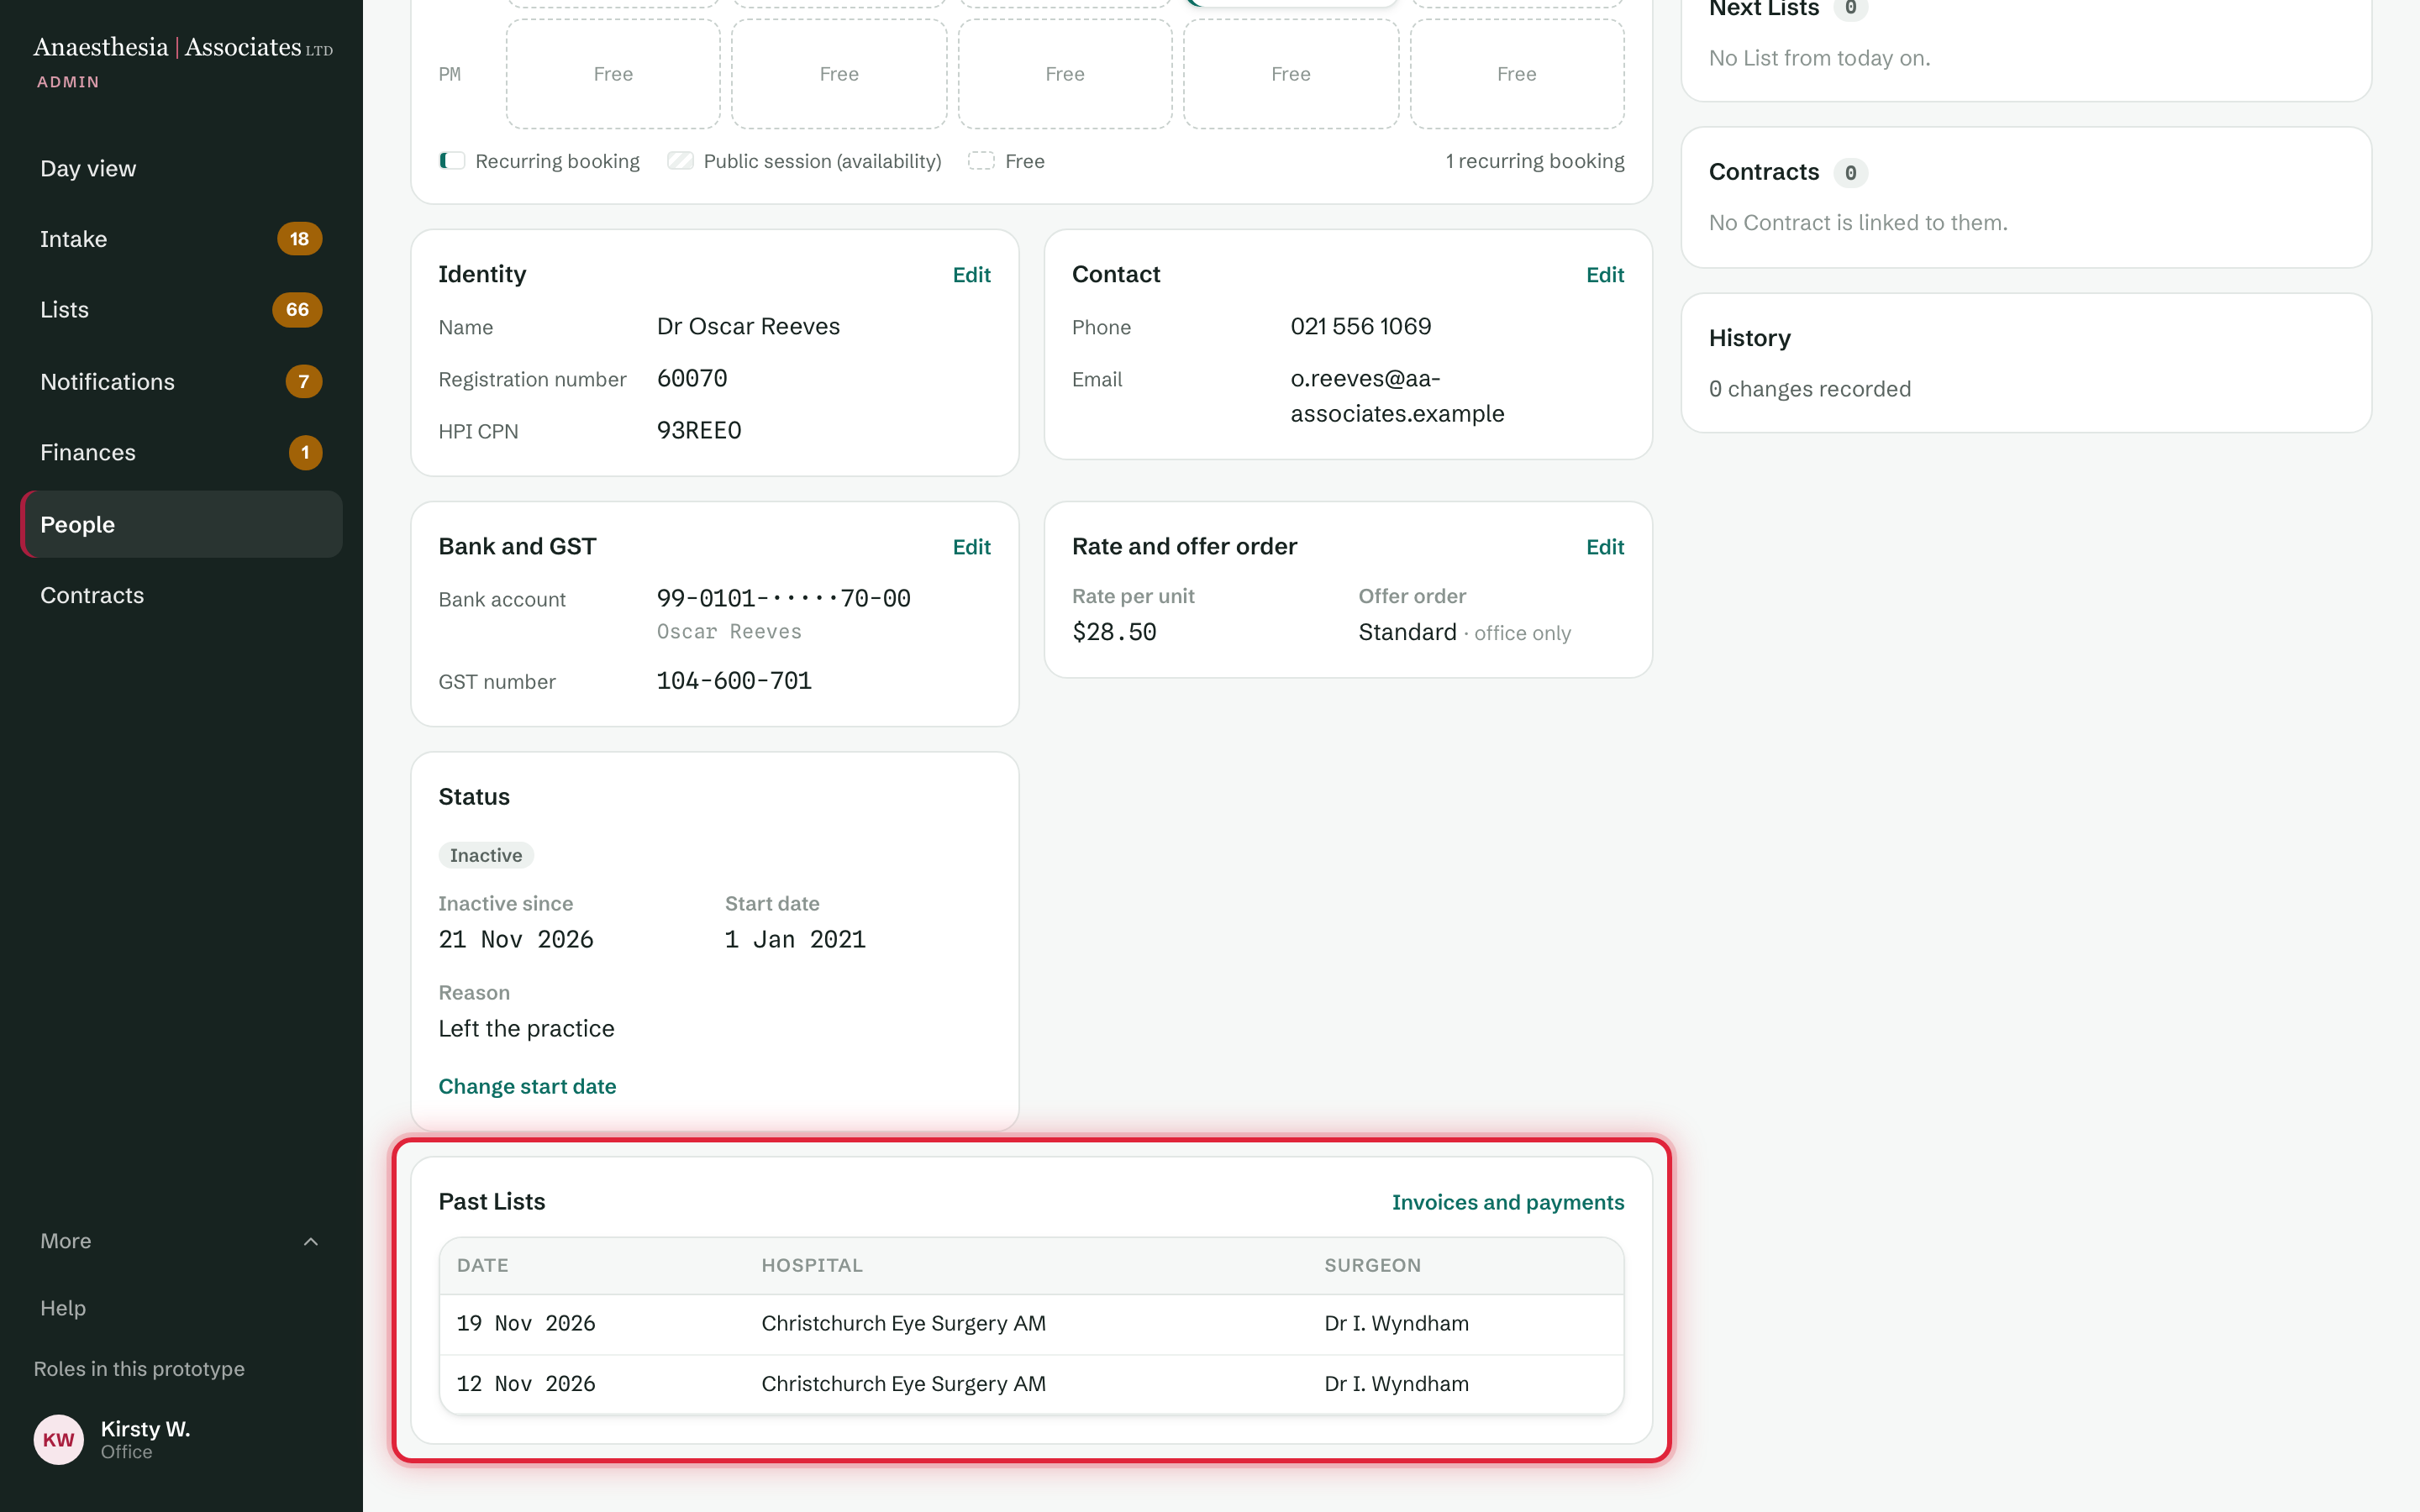 Anaesthesia | Associates LTD
ADMIN
Day view
Intake 18
Lists 66
Notifications 7
Finances 1
People
Contracts
More
Help
Roles in this prototype
KW
Kirsty W.
Office
PM Free Free Free Free Free
Recurring booking Public session (availability) Free 1 recurring booking
Identity Edit
Name Dr Oscar Reeves
Registration number 60070
HPI CPN 93REEO
Contact Edit
Phone 021 556 1069
Email o.reeves@aa-
associates.example
Bank and GST Edit
Bank account 99-0101-·····70-00
Oscar Reeves
GST number 104-600-701
Rate and offer order Edit
Rate per unit Offer order
$28.50 Standard · office only
Status
Inactive
Inactive since Start date
21 Nov 2026 1 Jan 2021
Reason
Left the practice
Change start date
Past Lists Invoices and payments
DATE HOSPITAL SURGEON
19 Nov 2026 Christchurch Eye Surgery AM Dr I. Wyndham
12 Nov 2026 Christchurch Eye Surgery AM Dr I. Wyndham
Next Lists 0
No List from today on.
Contracts 0
No Contract is linked to them.
History
0 changes recorded